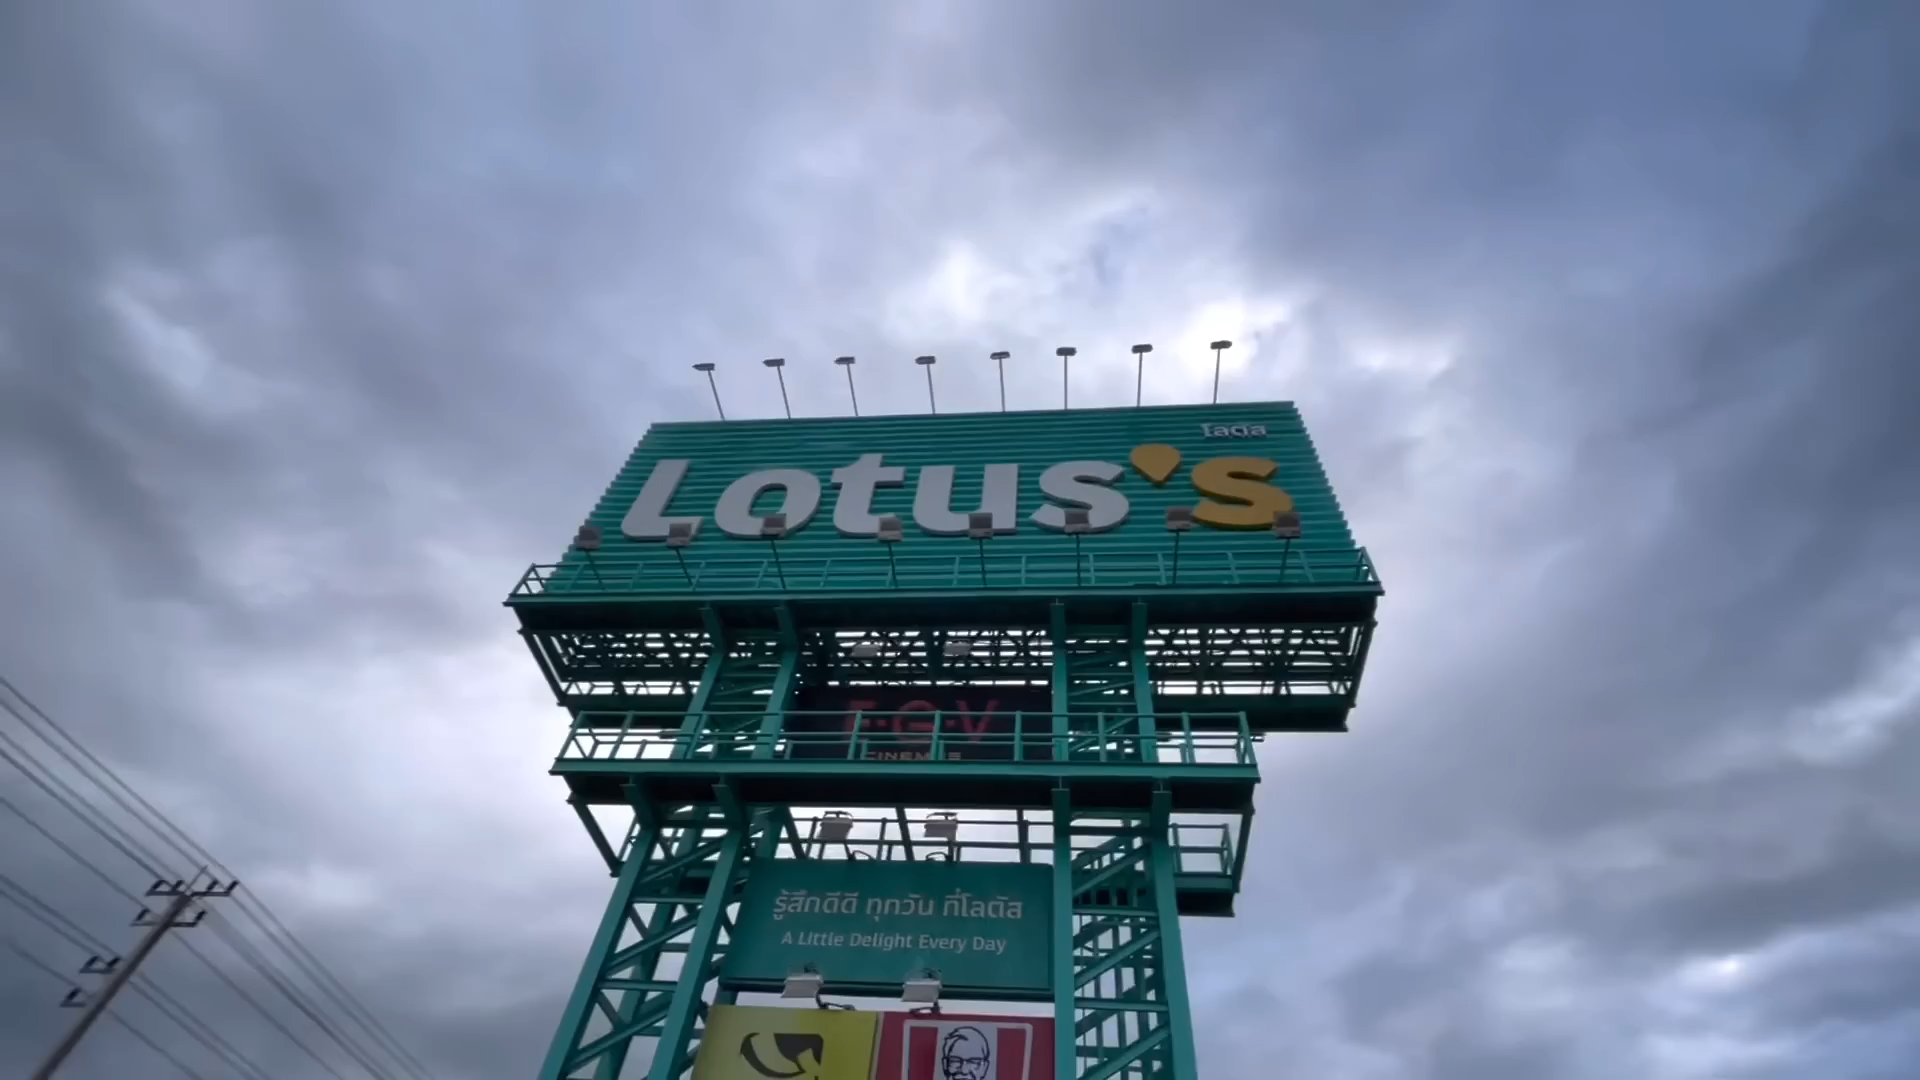 โลตัส
Lotus's
E·G·V
CINEMAS
รู้สึกดีดี ทุกวัน ที่โลตัส
A Little Delight Every Day